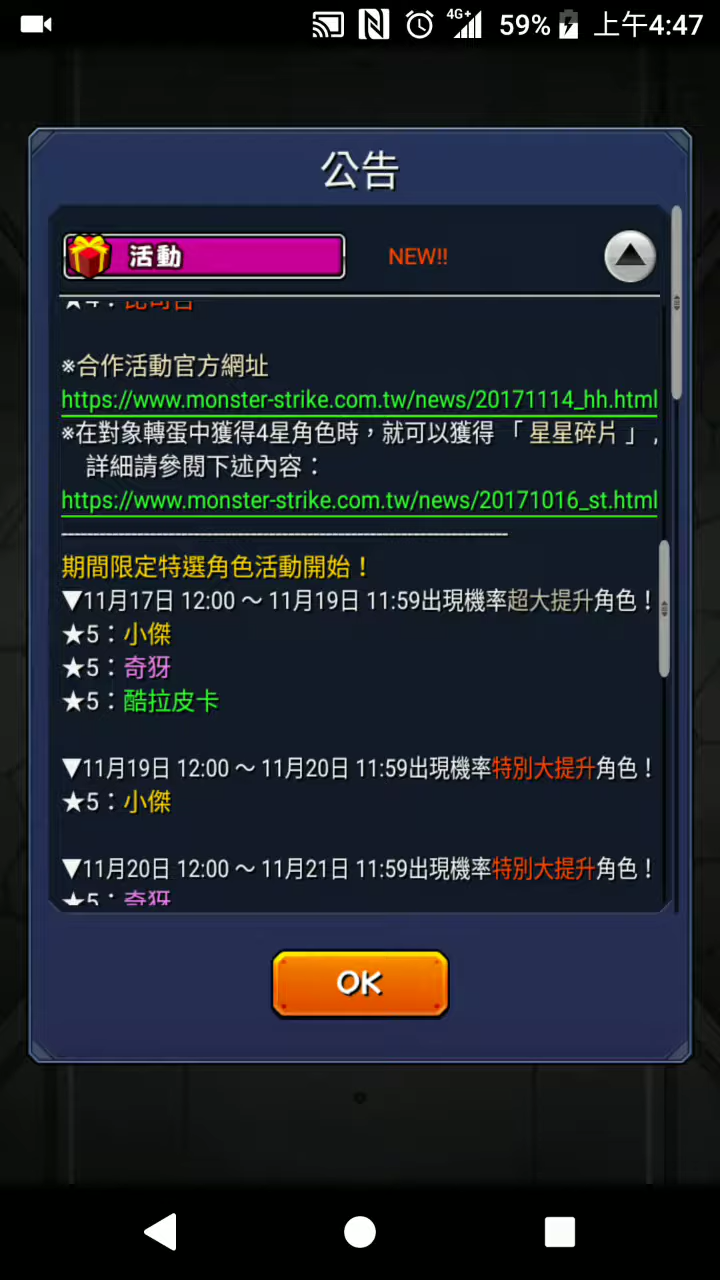 4G+ 59% 上午4:47
公告
活動 NEW!!
※合作活動官方網址
https://www.monster-strike.com.tw/news/20171114_hh.html
※在對象轉蛋中獲得4星角色時，就可以獲得 「 星星碎片 」 ,
詳細請參閱下述內容：
https://www.monster-strike.com.tw/news/20171016_st.html
期間限定特選角色活動開始！
▼11月17日 12:00 ～ 11月19日 11:59出現機率超大提升角色！
★5：小傑
★5：奇犽
★5：酷拉皮卡
▼11月19日 12:00 ～ 11月20日 11:59出現機率特別大提升角色！
★5：小傑
▼11月20日 12:00 ～ 11月21日 11:59出現機率特別大提升角色！
★5：奇犽
OK